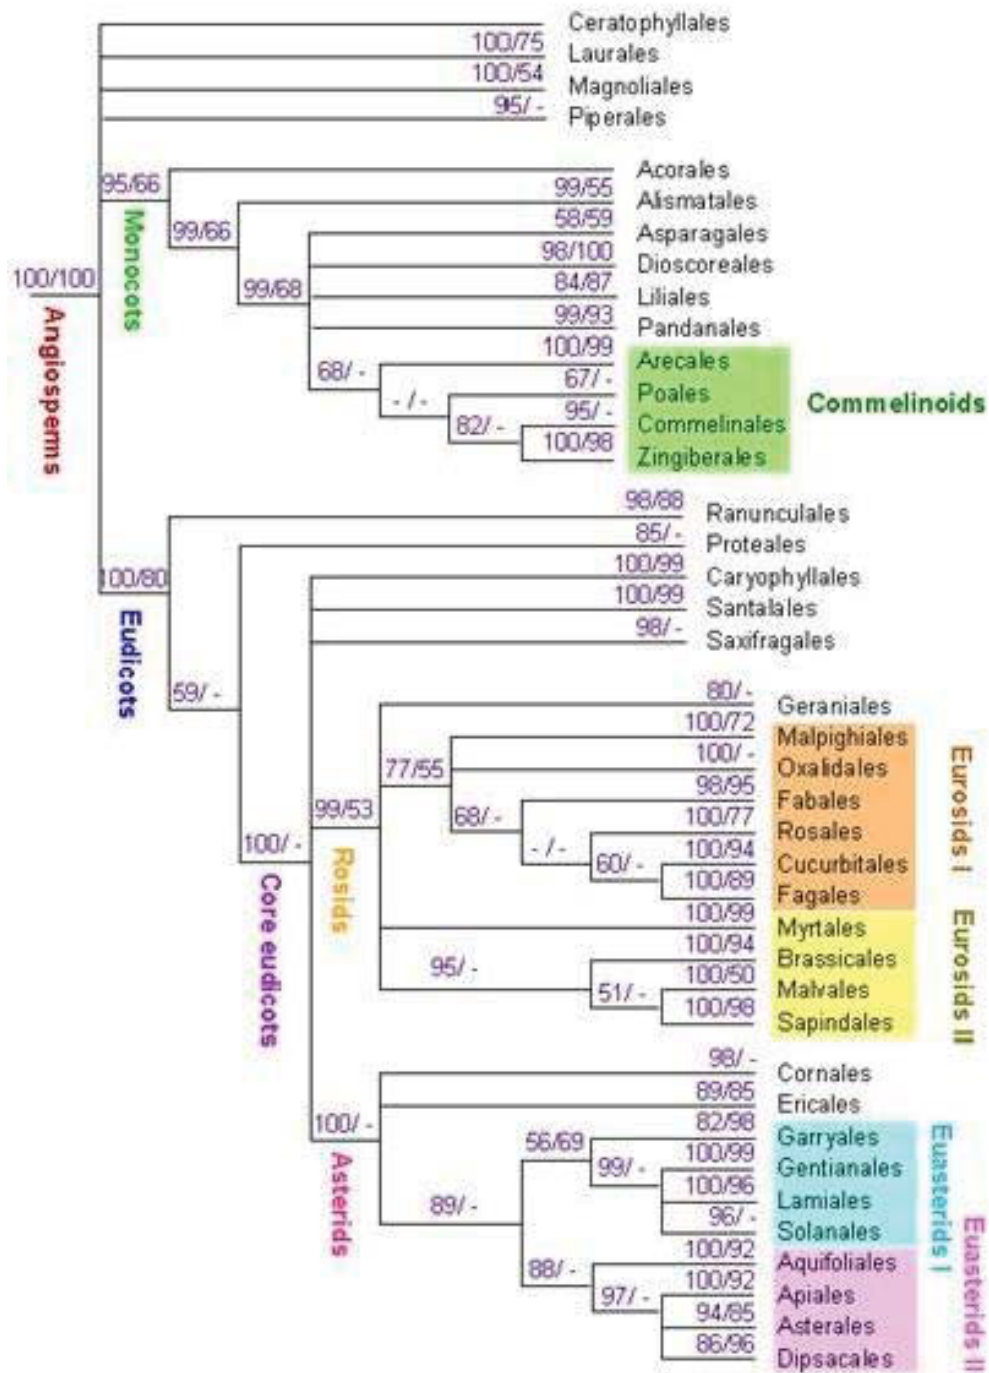 Ceratophyllales
100/75
Laurales
100/54
Magnoliales
95/ -
Piperales
95/66
Monocots
Acorales
99/55
Alismatales
99/66
58/59
Asparagales
98/100
Dioscoreales
100/100
Angiosperms
99/68
84/87
Liliales
99/93
Pandanales
100/99
Arecales
68/ -
67/ -
Poales
- / -
95/ -
Commelinales
82/ -
100/98
Zingiberales
Commelinoids
98/88
Ranunculales
85/ -
Proteales
100/80
Eudicots
100/99
Caryophyllales
100/99
Santalales
98/ -
Saxifragales
59/ -
80/ -
Geraniales
100/72
Malpighiales
77/55
100/ -
Oxalidales
98/95
Fabales
99/53
Rosids
68/ -
100/77
Rosales
100/ -
Core eudicots
- / -
100/94
Cucurbitales
60/ -
100/89
Fagales
Eurosids I
100/99
Myrtales
100/94
Brassicales
95/ -
100/50
Malvales
51/ -
100/98
Sapindales
Eurosids II
98/ -
Cornales
89/85
Ericales
100/ -
Asterids
82/98
Garryales
56/69
100/99
Gentianales
99/ -
100/96
Lamiales
89/ -
96/ -
Solanales
Euasterids I
100/92
Aquifoliales
88/ -
100/92
Apiales
97/ -
94/85
Asterales
86/96
Dipsacales
Euasterids II